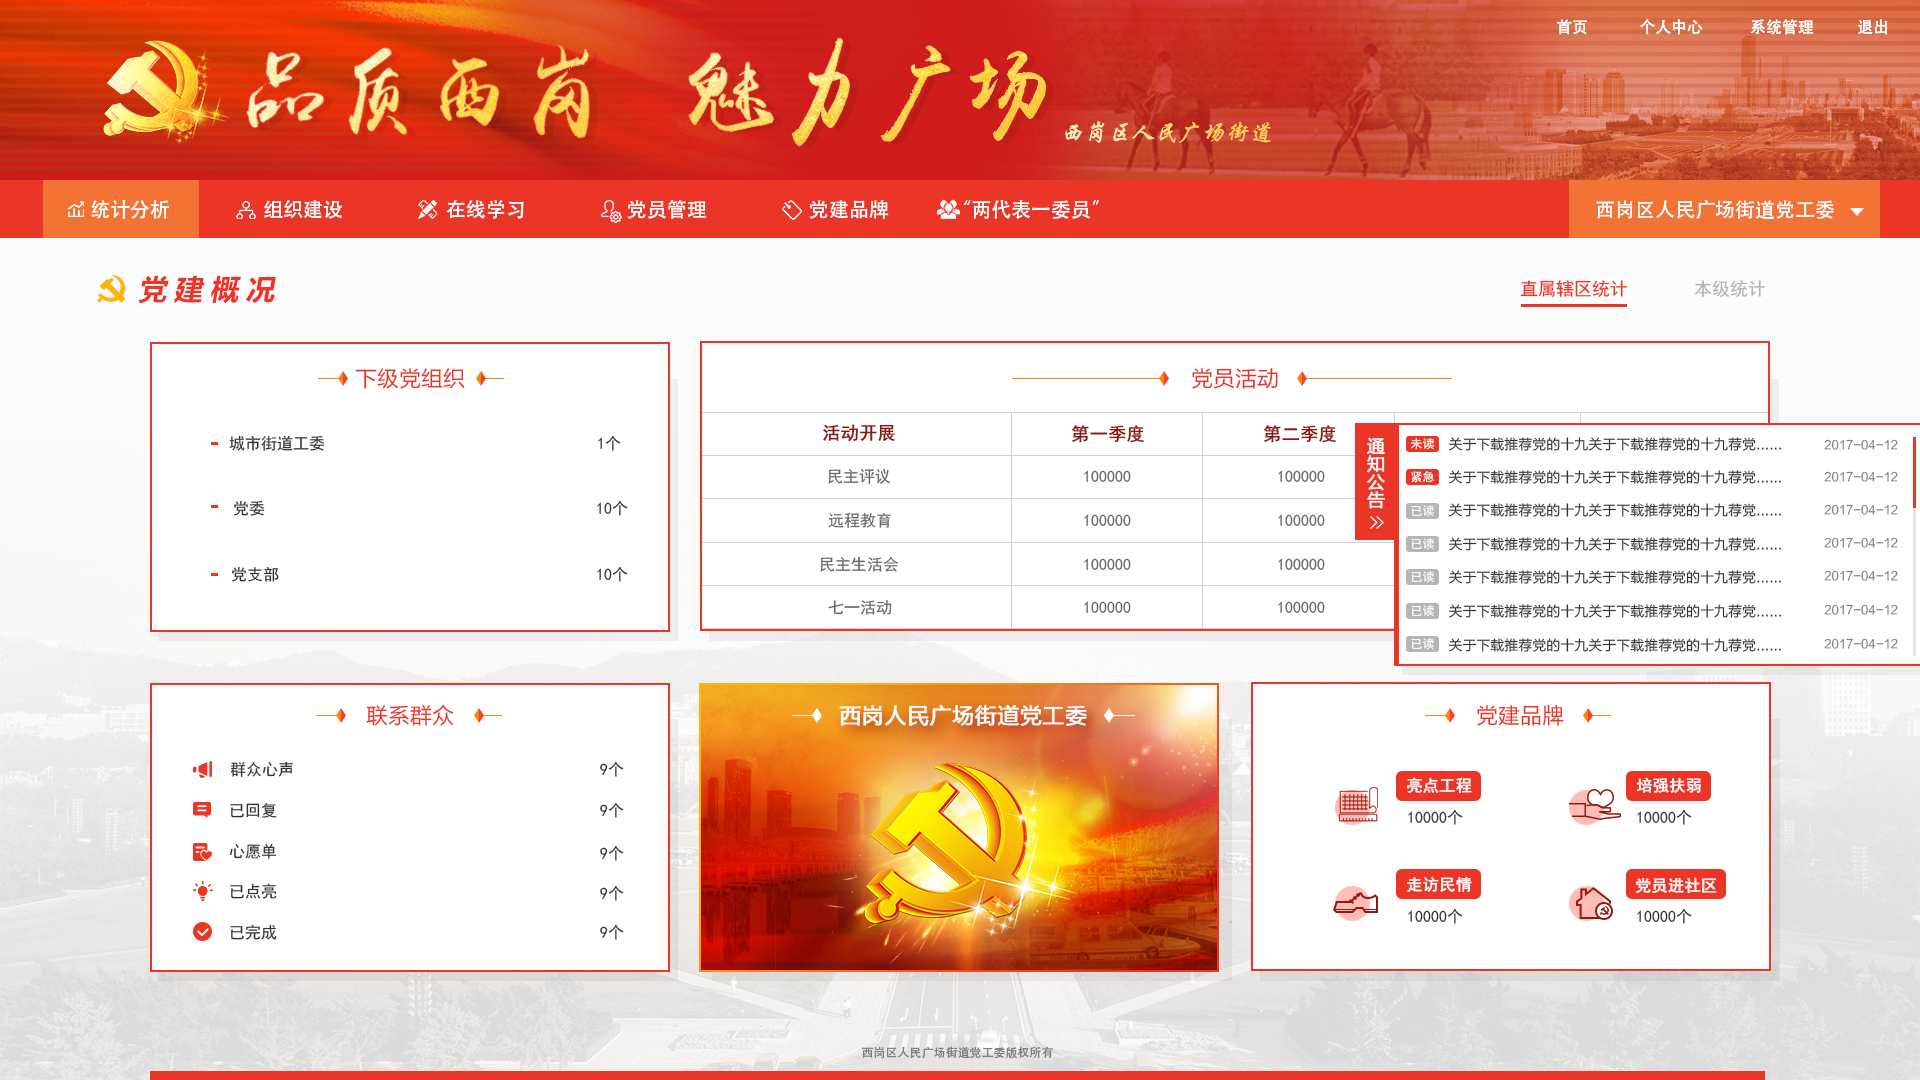 首页 个人中心 系统管理 退出
品质西岗 魅力广场
西岗区人民广场街道
统计分析 组织建设 在线学习 党员管理 党建品牌 “两代表一委员” 西岗区人民广场街道党工委
党建概况
直属辖区统计 本级统计
下级党组织
城市街道工委 1个
党委 10个
党支部 10个
党员活动
活动开展 第一季度 第二季度
民主评议 100000 100000
远程教育 100000 100000
民主生活会 100000 100000
七一活动 100000 100000
通知公告
未读 关于下载推荐党的十九关于下载推荐党的十九荐党...... 2017-04-12
紧急 关于下载推荐党的十九关于下载推荐党的十九荐党...... 2017-04-12
已读 关于下载推荐党的十九关于下载推荐党的十九荐党...... 2017-04-12
已读 关于下载推荐党的十九关于下载推荐党的十九荐党...... 2017-04-12
已读 关于下载推荐党的十九关于下载推荐党的十九荐党...... 2017-04-12
已读 关于下载推荐党的十九关于下载推荐党的十九荐党...... 2017-04-12
已读 关于下载推荐党的十九关于下载推荐党的十九荐党...... 2017-04-12
联系群众
群众心声 9个
已回复 9个
心愿单 9个
已点亮 9个
已完成 9个
西岗人民广场街道党工委
党建品牌
亮点工程 10000个
培强扶弱 10000个
走访民情 10000个
党员进社区 10000个
西岗区人民广场街道党工委版权所有